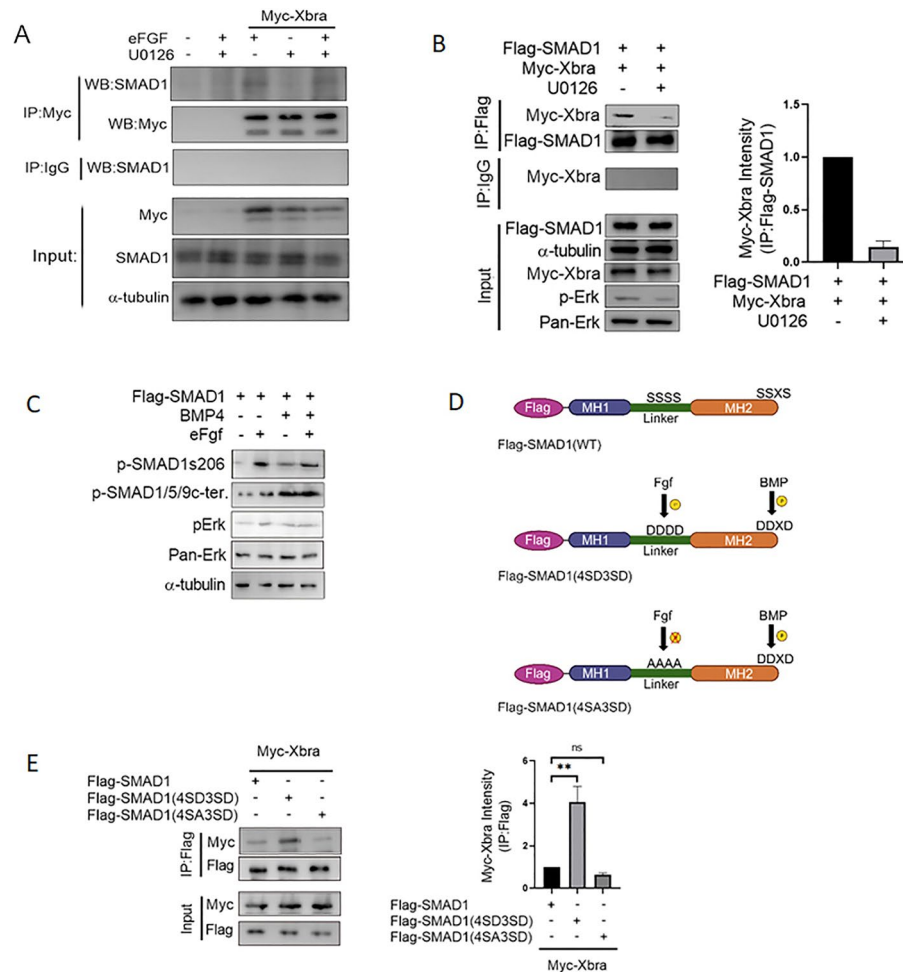 A
Myc-Xbra
eFGF - + + - +
U0126 - + - + +
IP:Myc
WB:SMAD1
WB:Myc
IP:IgG
WB:SMAD1
Input:
Myc
SMAD1
α-tubulin
B
Flag-SMAD1 + +
Myc-Xbra + +
U0126 - +
IP:Flag
Myc-Xbra
Flag-SMAD1
IP:IgG
Myc-Xbra
Input
Flag-SMAD1
α-tubulin
Myc-Xbra
p-Erk
Pan-Erk
Myc-Xbra Intensity
(IP:Flag-SMAD1)
1.5
1.0
0.5
0.0
Flag-SMAD1 + +
Myc-Xbra + +
U0126 - +
C
Flag-SMAD1 + + + +
BMP4 - - + +
eFgf - + - +
p-SMAD1s206
p-SMAD1/5/9c-ter.
pErk
Pan-Erk
α-tubulin
D
SSSS
SSXS
Flag
MH1
MH2
Linker
Flag-SMAD1(WT)
Fgf
BMP
P
DDDD
DDXD
Flag
MH1
MH2
Linker
Flag-SMAD1(4SD3SD)
Fgf
BMP
P
AAAA
DDXD
Flag
MH1
MH2
Linker
Flag-SMAD1(4SA3SD)
E
Myc-Xbra
Flag-SMAD1 + - -
Flag-SMAD1(4SD3SD) - + -
Flag-SMAD1(4SA3SD) - - +
IP:Flag
Myc
Flag
Input
Myc
Flag
Myc-Xbra Intensity
(IP:Flag)
6
4
2
0
ns
**
Flag-SMAD1 + - -
Flag-SMAD1(4SD3SD) - + -
Flag-SMAD1(4SA3SD) - - +
Myc-Xbra